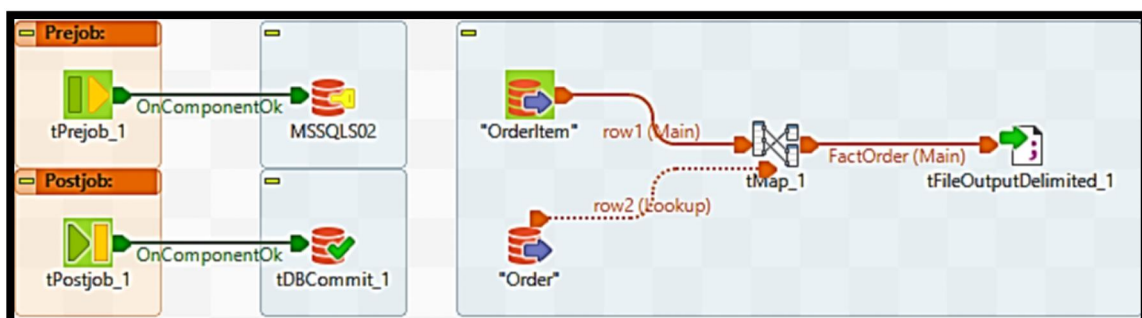 Prejob:
OnComponentOk
tPrejob_1
MSSQLS02
"OrderItem"
row1 (Main)
FactOrder (Main)
tMap_1
tFileOutputDelimited_1
Postjob:
row2 (Lookup)
OnComponentOk
tPostjob_1
tDBCommit_1
"Order"